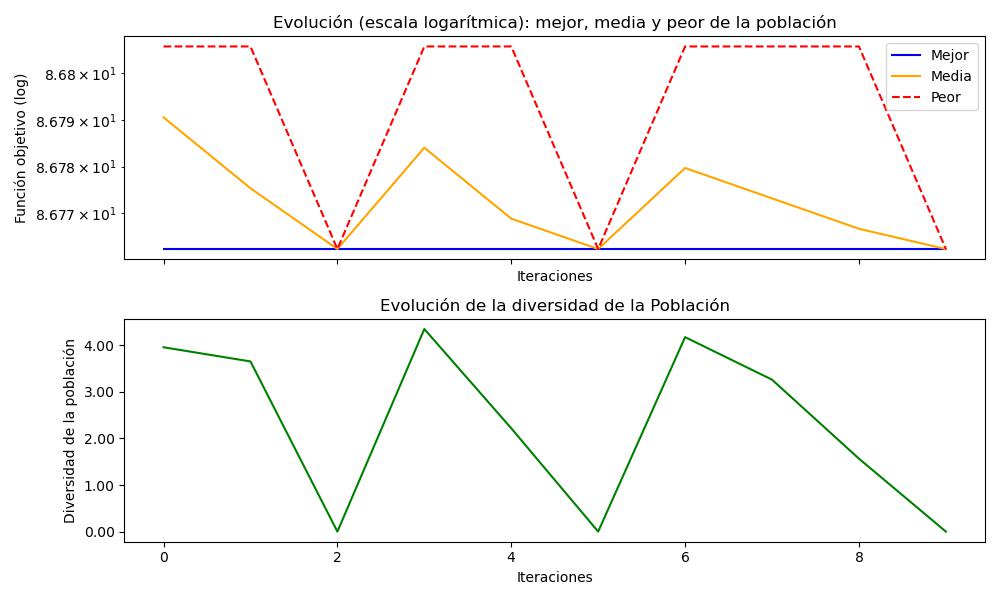 Evolución (escala logarítmica): mejor, media y peor de la población
Función objetivo (log)
8.68 × 10¹
8.679 × 10¹
8.678 × 10¹
8.677 × 10¹
Mejor
Media
Peor
Iteraciones
Evolución de la diversidad de la Población
Diversidad de la población
4.00
3.00
2.00
1.00
0.00
0 2 4 6 8
Iteraciones